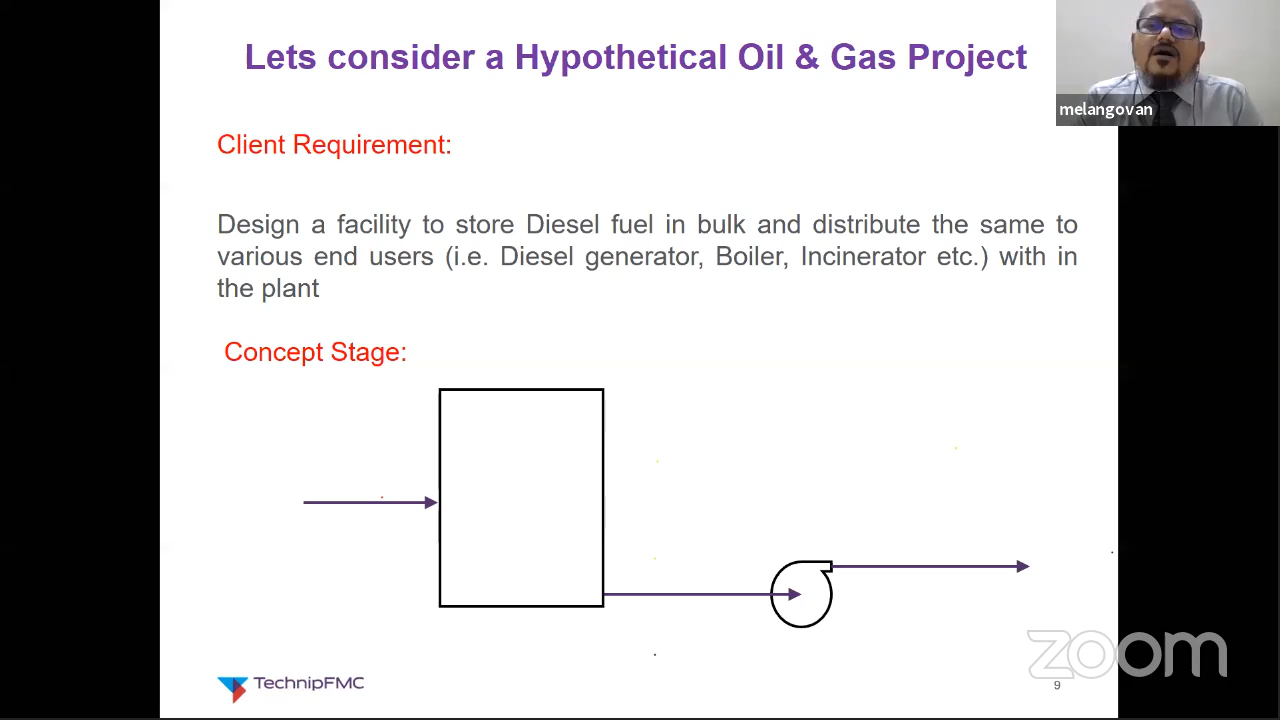 Lets consider a Hypothetical Oil & Gas Project
melangovan
Client Requirement:
Design a facility to store Diesel fuel in bulk and distribute the same to
various end users (i.e. Diesel generator, Boiler, Incinerator etc.) with in
the plant
Concept Stage:
TechnipFMC
zoom
9